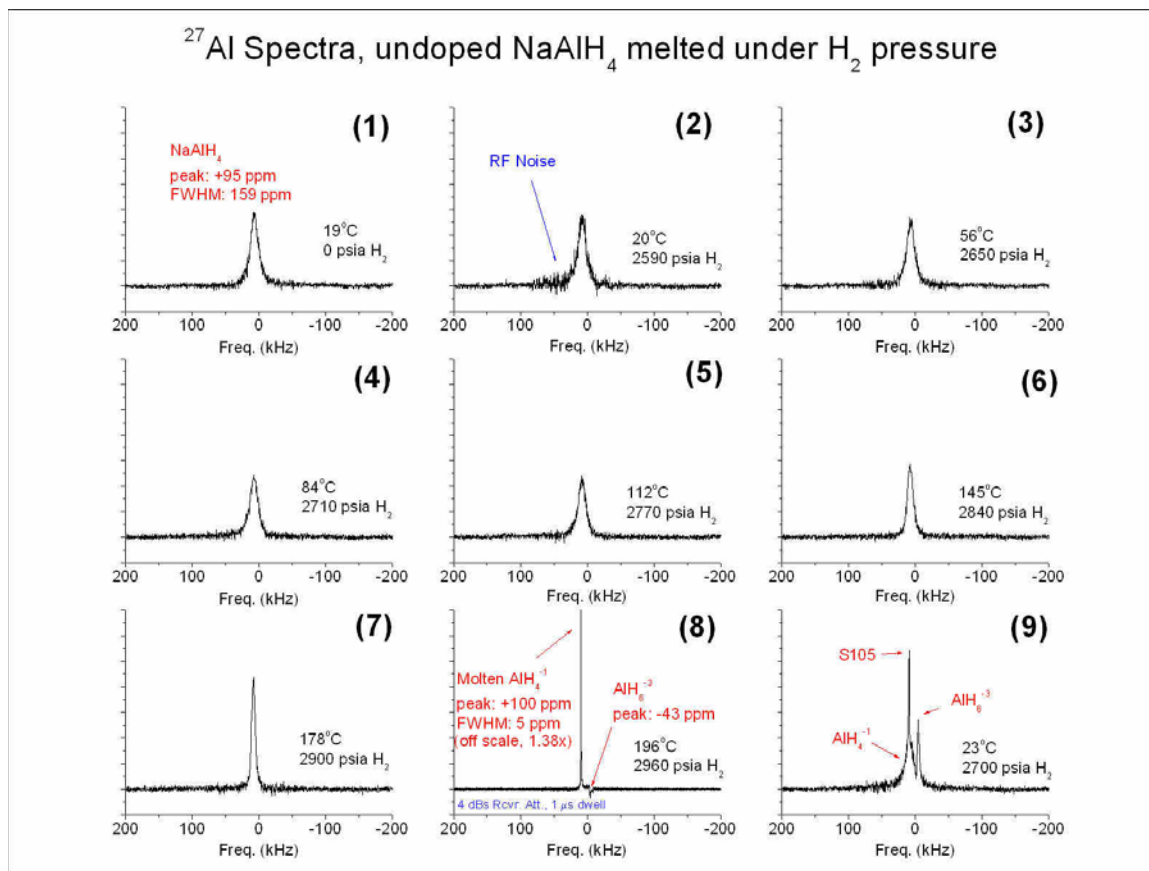 ²⁷Al Spectra, undoped NaAlH₄ melted under H₂ pressure
(1)
NaAlH₄
peak: +95 ppm
FWHM: 159 ppm
19°C
0 psia H₂
200 100 0 -100 -200
Freq. (kHz)
(2)
RF Noise
20°C
2590 psia H₂
200 100 0 -100 -200
Freq. (kHz)
(3)
56°C
2650 psia H₂
200 100 0 -100 -200
Freq. (kHz)
(4)
84°C
2710 psia H₂
200 100 0 -100 -200
Freq. (kHz)
(5)
112°C
2770 psia H₂
200 100 0 -100 -200
Freq. (kHz)
(6)
145°C
2840 psia H₂
200 100 0 -100 -200
Freq. (kHz)
(7)
178°C
2900 psia H₂
200 100 0 -100 -200
Freq. (kHz)
(8)
Molten AlH₄⁻¹
peak: +100 ppm
FWHM: 5 ppm
(off scale, 1.38x)
AlH₆⁻³
peak: -43 ppm
196°C
2960 psia H₂
4 dBs Rcvr. Att., 1 μs dwell
200 100 0 -100 -200
Freq. (kHz)
(9)
S105
AlH₆⁻³
AlH₄⁻¹
23°C
2700 psia H₂
200 100 0 -100 -200
Freq. (kHz)